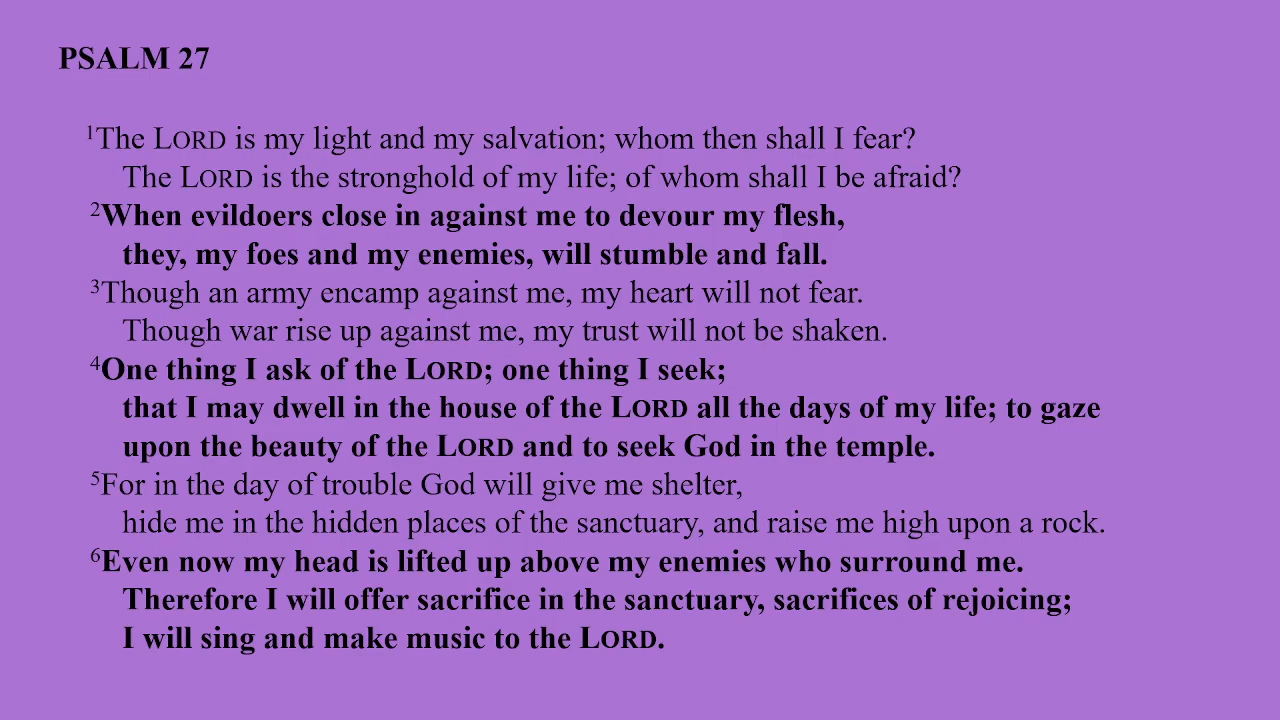 PSALM 27
¹The LORD is my light and my salvation; whom then shall I fear?
The LORD is the stronghold of my life; of whom shall I be afraid?
²When evildoers close in against me to devour my flesh,
they, my foes and my enemies, will stumble and fall.
³Though an army encamp against me, my heart will not fear.
Though war rise up against me, my trust will not be shaken.
⁴One thing I ask of the LORD; one thing I seek;
that I may dwell in the house of the LORD all the days of my life; to gaze
upon the beauty of the LORD and to seek God in the temple.
⁵For in the day of trouble God will give me shelter,
hide me in the hidden places of the sanctuary, and raise me high upon a rock.
⁶Even now my head is lifted up above my enemies who surround me.
Therefore I will offer sacrifice in the sanctuary, sacrifices of rejoicing;
I will sing and make music to the LORD.